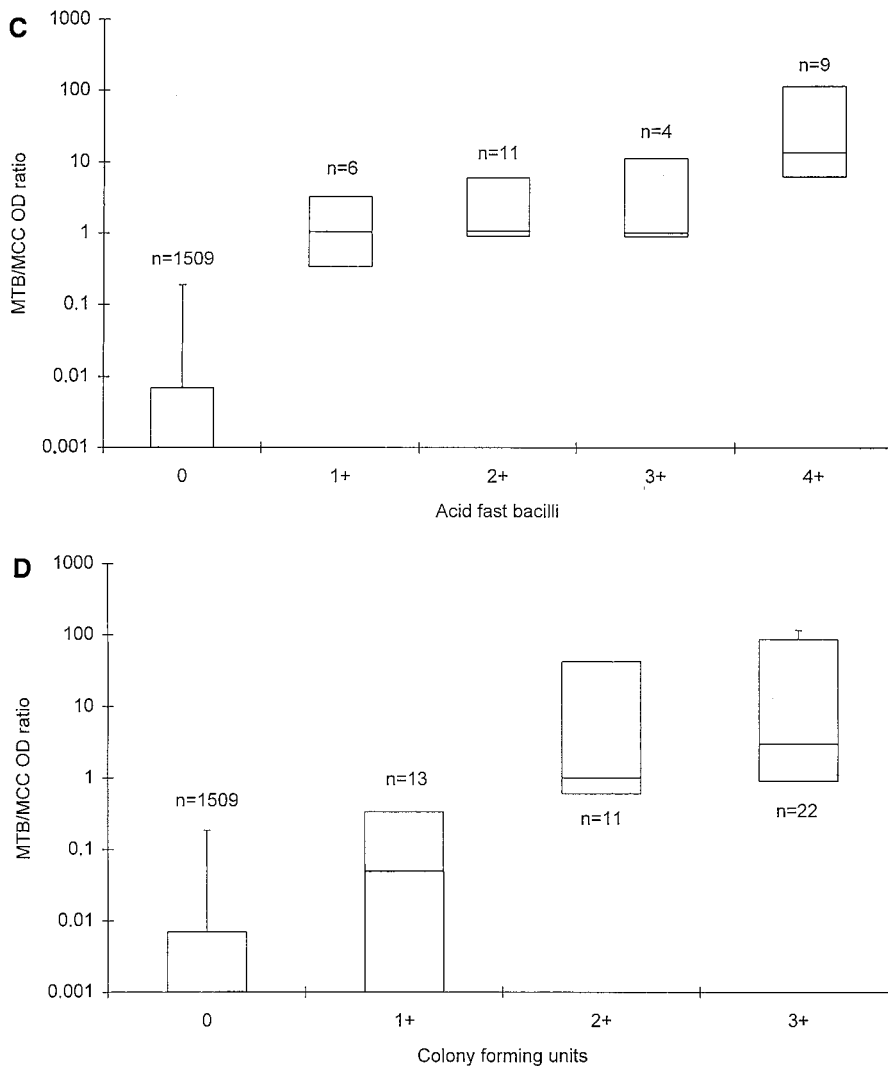 C
1000
n=9
100
n=4
n=11
10
n=6
1
n=1509
0.1
0.01
0.001
MTB/MCC OD ratio
0 1+ 2+ 3+ 4+
Acid fast bacilli
D
1000
100
10
n=13
1
n=1509
n=11 n=22
0.1
0.01
0.001
MTB/MCC OD ratio
0 1+ 2+ 3+
Colony forming units